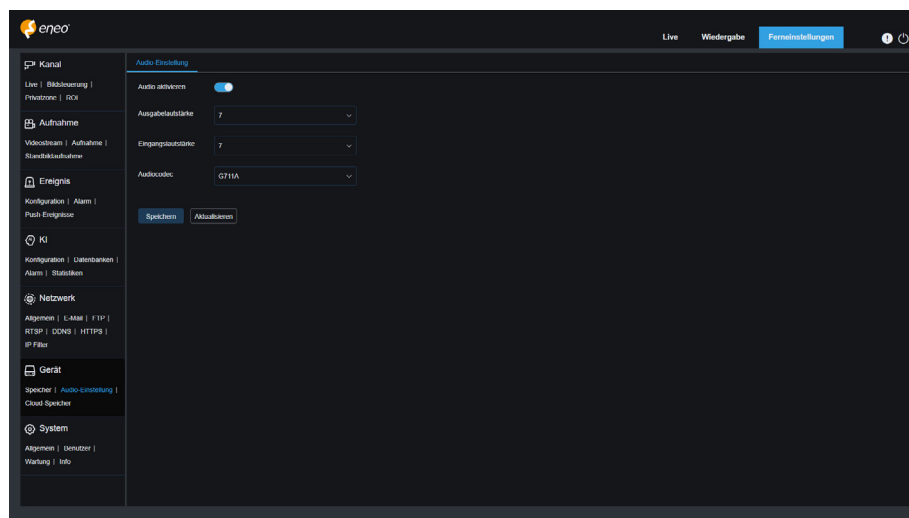 eneo
Live Wiedergabe Ferneinstellungen
Kanal
Live | Bildsteuerung |
Privatzone | ROI
Aufnahme
Videostream | Aufnahme |
Standbildaufnahme
Ereignis
Konfiguration | Alarm |
Push-Ereignisse
KI
Konfiguration | Datenbanken |
Alarm | Statistiken
Netzwerk
Allgemein | E-Mail | FTP |
RTSP | DDNS | HTTPS |
IP Filter
Gerät
Speicher | Audio-Einstellung |
Cloud-Speicher
System
Allgemein | Benutzer |
Wartung | Info
Audio-Einstellung
Audio aktivieren
Ausgabelautstärke 7
Eingangslautstärke 7
Audiocodec G711A
Speichern Aktualisieren